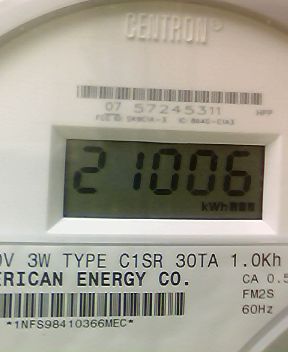 CENTRON®
07 57245311
HPP
21006
kWh
V 3W TYPE C1SR 30TA 1.0Kh
ERICAN ENERGY CO.
CA 0.5
FM2S
60Hz
*1NFS98410366MEC*